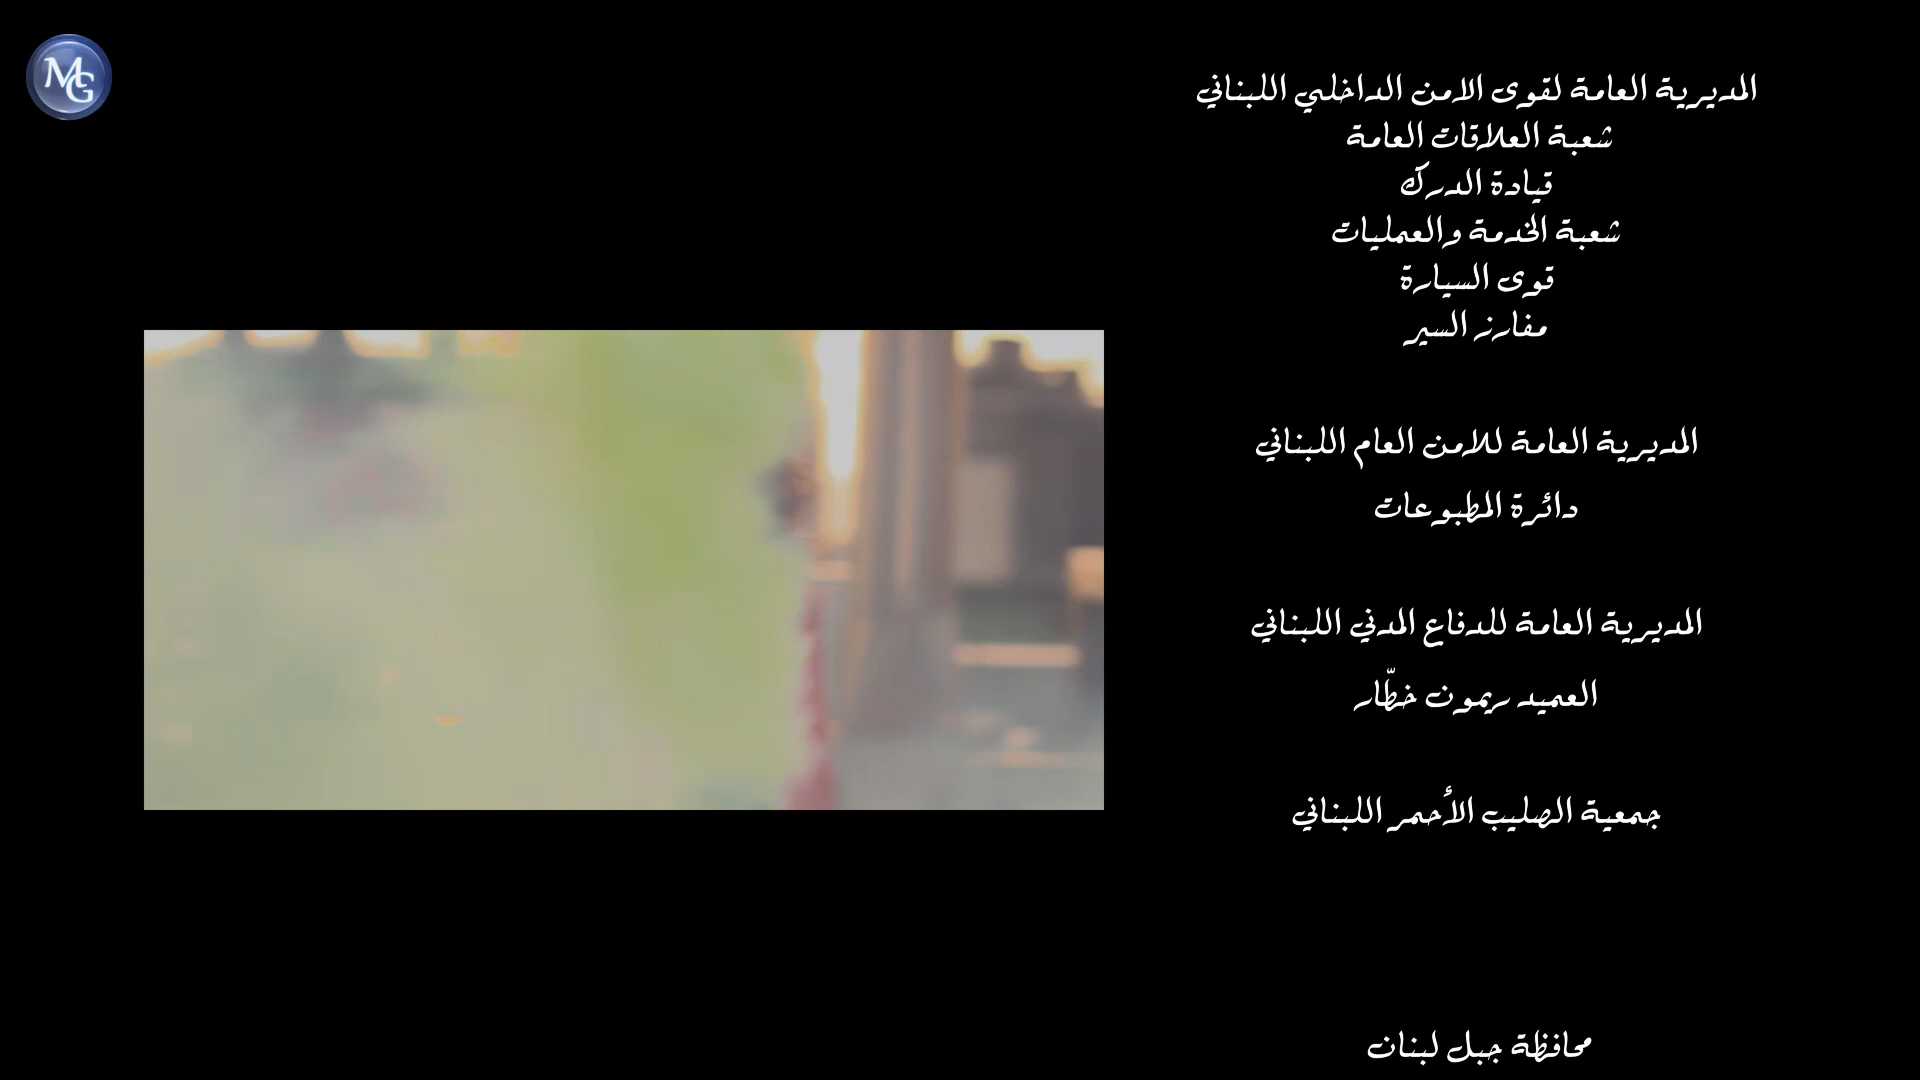 MG
المديرية العامة لقوى الامن الداخلي اللبناني
شعبة العلاقات العامة
قيادة الدرك
شعبة الخدمة والعمليات
قوى السيارة
مفارز السير
المديرية العامة للامن العام اللبناني
دائرة المطبوعات
المديرية العامة للدفاع المدني اللبناني
العميد ريمون خطّار
جمعية الصليب الأحمر اللبناني
محافظة جبل لبنان